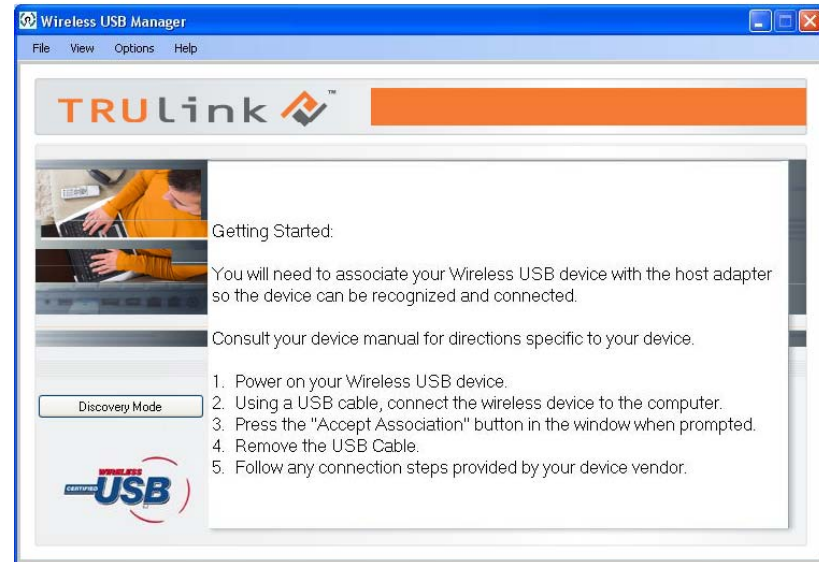 Wireless USB Manager
File View Options Help
TRULink ™
Getting Started:
You will need to associate your Wireless USB device with the host adapter
so the device can be recognized and connected.
Consult your device manual for directions specific to your device.
1. Power on your Wireless USB device.
2. Using a USB cable, connect the wireless device to the computer.
3. Press the "Accept Association" button in the window when prompted.
4. Remove the USB Cable.
5. Follow any connection steps provided by your device vendor.
Discovery Mode
WIRELESS
CERTIFIED USB